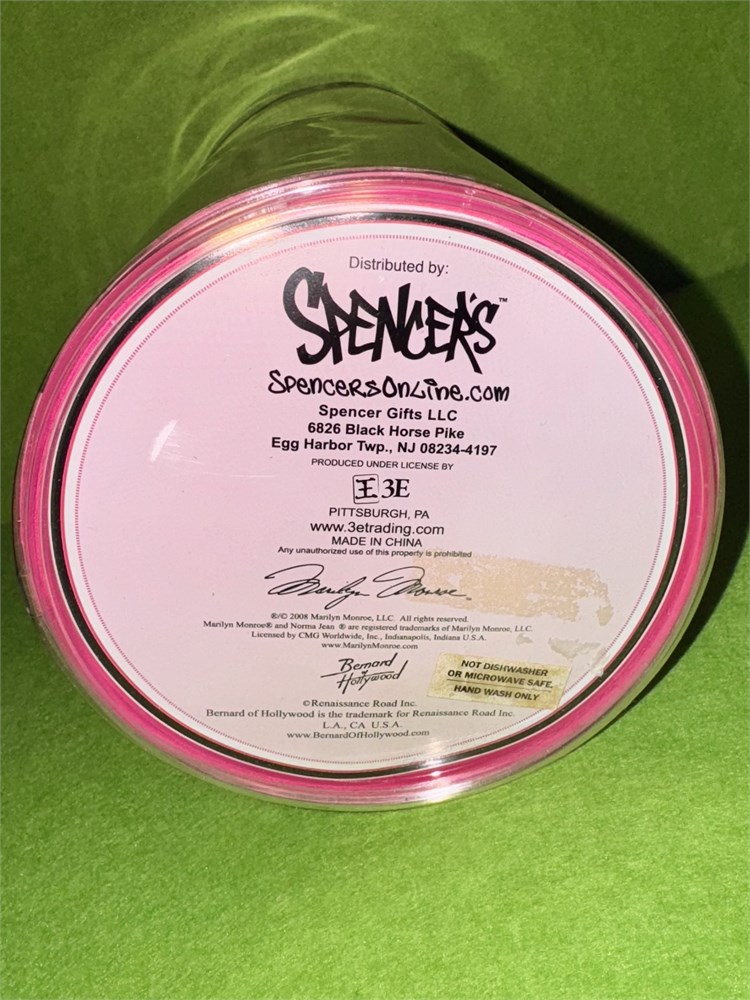 Distributed by:
SPENCER'S™
SpencersOnline.com
Spencer Gifts LLC
6826 Black Horse Pike
Egg Harbor Twp., NJ 08234-4197
PRODUCED UNDER LICENSE BY
3E
PITTSBURGH, PA
www.3etrading.com
MADE IN CHINA
Any unauthorized use of this property is prohibited
Marilyn Monroe
®/© 2008 Marilyn Monroe, LLC. All rights reserved.
Marilyn Monroe® and Norma Jean ® are registered trademarks of Marilyn Monroe, LLC.
Licensed by CMG Worldwide, Inc., Indianapolis, Indiana U.S.A.
www.MarilynMonroe.com
Bernard
of
Hollywood
NOT DISHWASHER
OR MICROWAVE SAFE.
HAND WASH ONLY
©Renaissance Road Inc.
Bernard of Hollywood is the trademark for Renaissance Road Inc.
L.A., CA U.S.A.
www.BernardOfHollywood.com